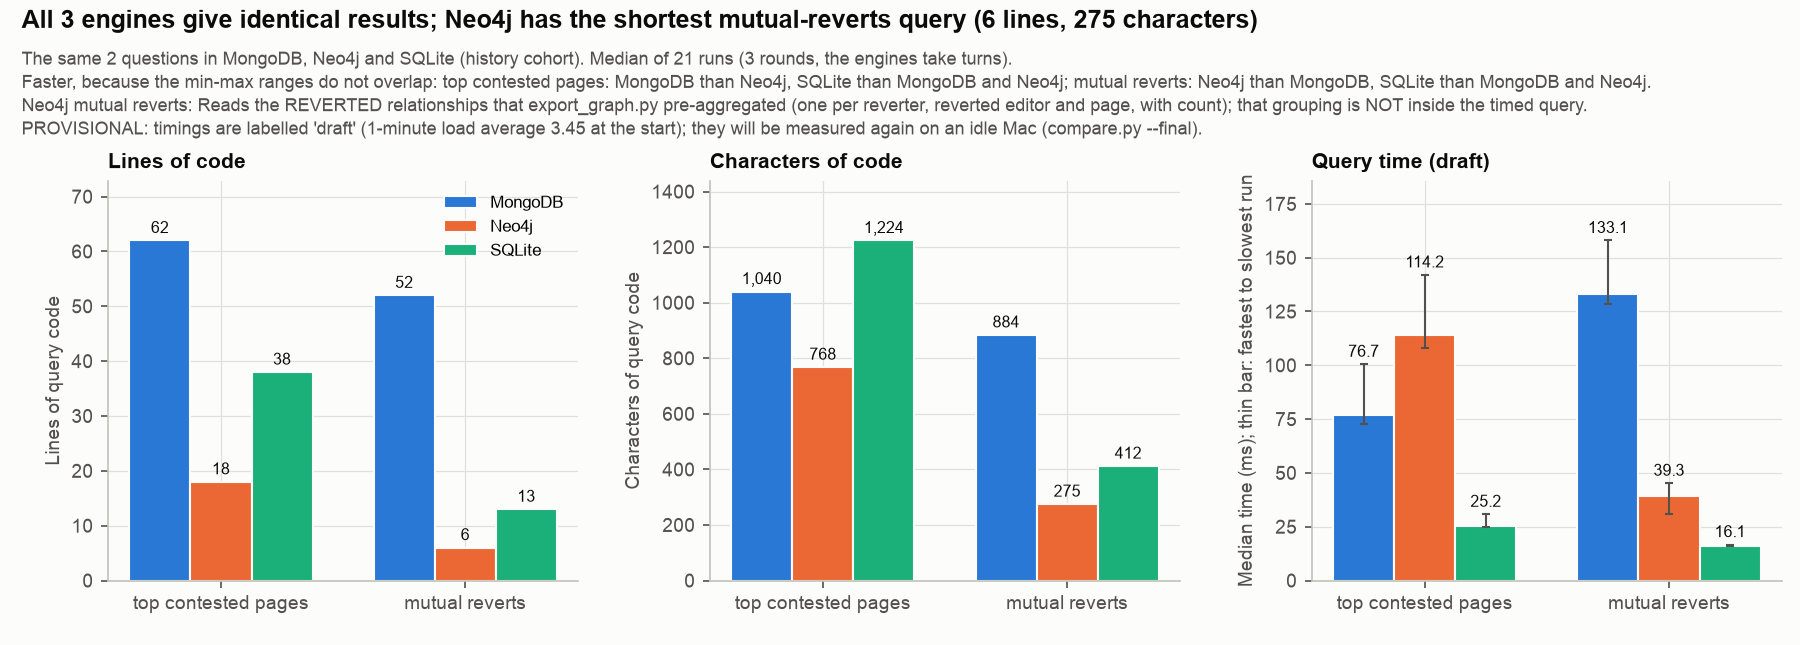 All 3 engines give identical results; Neo4j has the shortest mutual-reverts query (6 lines, 275 characters)
The same 2 questions in MongoDB, Neo4j and SQLite (history cohort). Median of 21 runs (3 rounds, the engines take turns).
Faster, because the min-max ranges do not overlap: top contested pages: MongoDB than Neo4j, SQLite than MongoDB and Neo4j; mutual reverts: Neo4j than MongoDB, SQLite than MongoDB and Neo4j.
Neo4j mutual reverts: Reads the REVERTED relationships that export_graph.py pre-aggregated (one per reverter, reverted editor and page, with count); that grouping is NOT inside the timed query.
PROVISIONAL: timings are labelled 'draft' (1-minute load average 3.45 at the start); they will be measured again on an idle Mac (compare.py --final).
Lines of code
Lines of query code
70
60
50
40
30
20
10
0
MongoDB
Neo4j
SQLite
62
18
38
52
6
13
top contested pages
mutual reverts
Characters of code
Characters of query code
1400
1200
1000
800
600
400
200
0
1,040
768
1,224
884
275
412
top contested pages
mutual reverts
Query time (draft)
Median time (ms); thin bar: fastest to slowest run
175
150
125
100
75
50
25
0
76.7
114.2
25.2
133.1
39.3
16.1
top contested pages
mutual reverts